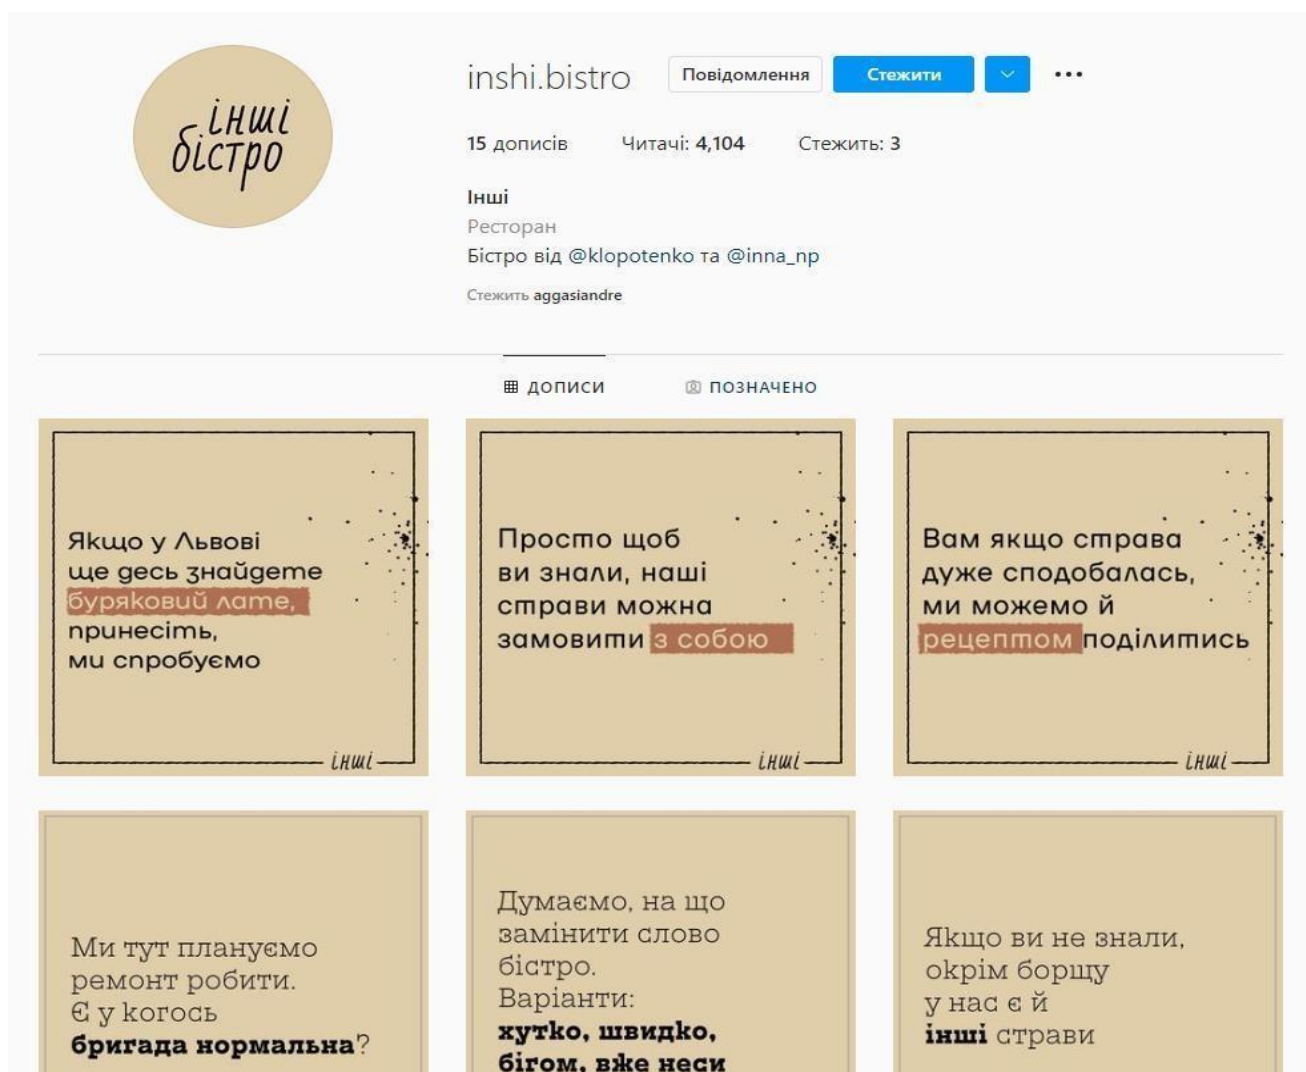 інші
бістро
inshi.bistro
Повідомлення
Стежити
15 дописів
Читачі: 4,104
Стежить: 3
Інші
Ресторан
Бістро від @klopotenko та @inna_np
Стежить aggasiandre
ДОПИСИ
ПОЗНАЧЕНО
Якщо у Львові
ще десь знайдете
буряковий лате,
принесіть,
ми спробуємо
інші
Просто щоб
ви знали, наші
страви можна
замовити з собою
інші
Вам якщо страва
дуже сподобалась,
ми можемо й
рецептом поділитись
інші
Ми тут плануємо
ремонт робити.
Є у когось
бригада нормальна?
Думаємо, на що
замінити слово
бістро.
Варіанти:
хутко, швидко,
бігом, вже неси
Якщо ви не знали,
окрім борщу
у нас є й
інші страви